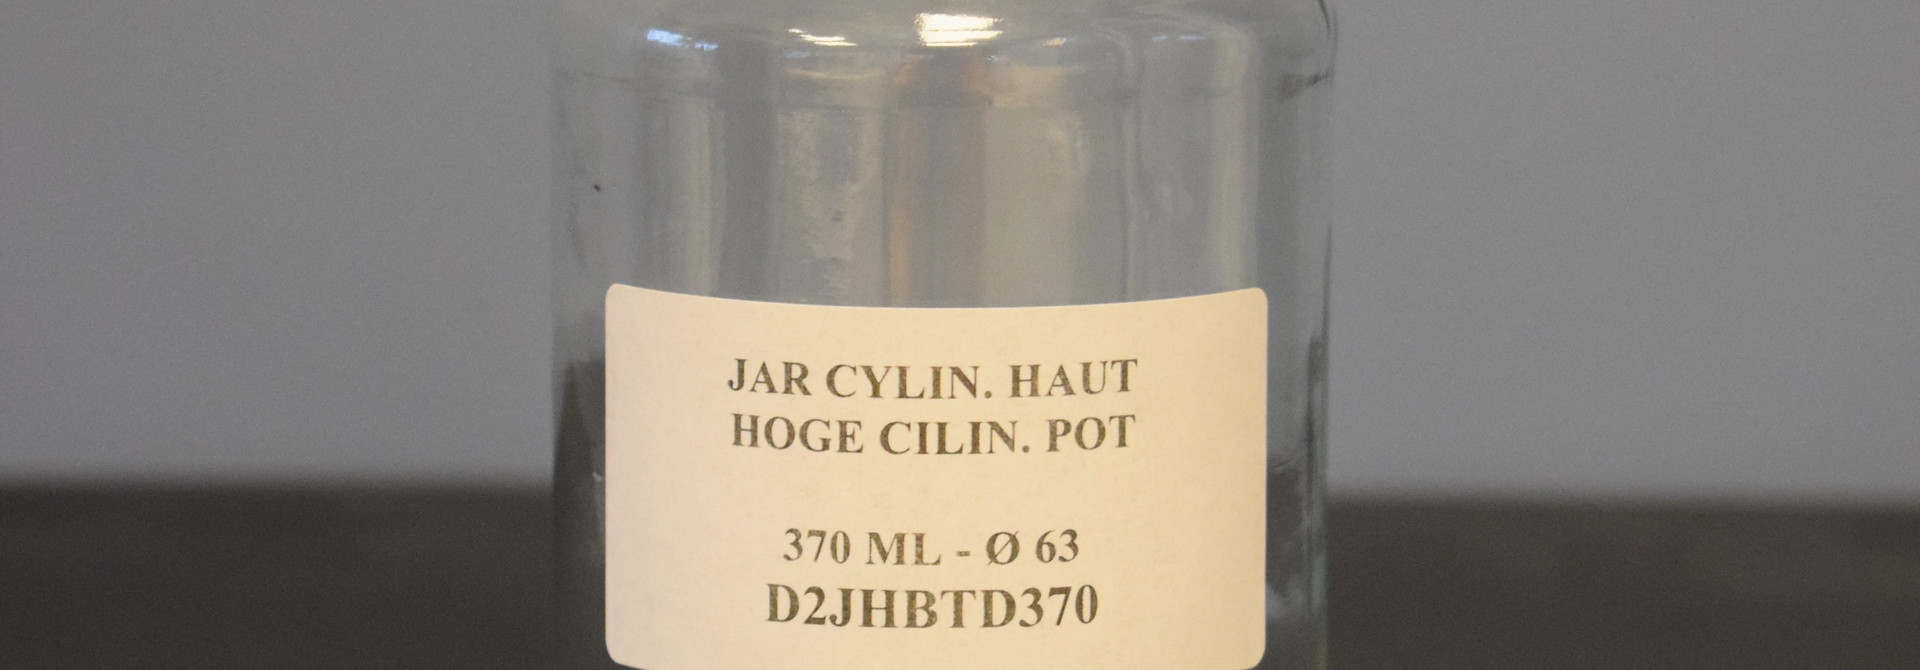 JAR CYLIN. HAUT
HOGE CILIN. POT
370 ML - Ø 63
D2JHBTD370